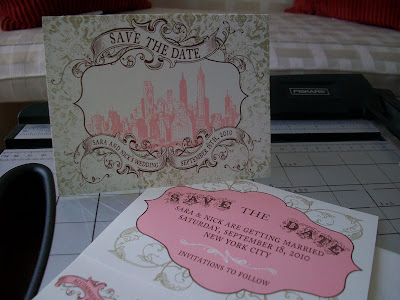 SAVE THE DATE
SARA AND NICK'S WEDDING
SEPTEMBER 18TH, 2010
FISKARS
SAVE THE DATE
SARA & NICK ARE GETTING MARRIED
SATURDAY, SEPTEMBER 18, 2010
NEW YORK CITY
INVITATIONS TO FOLLOW